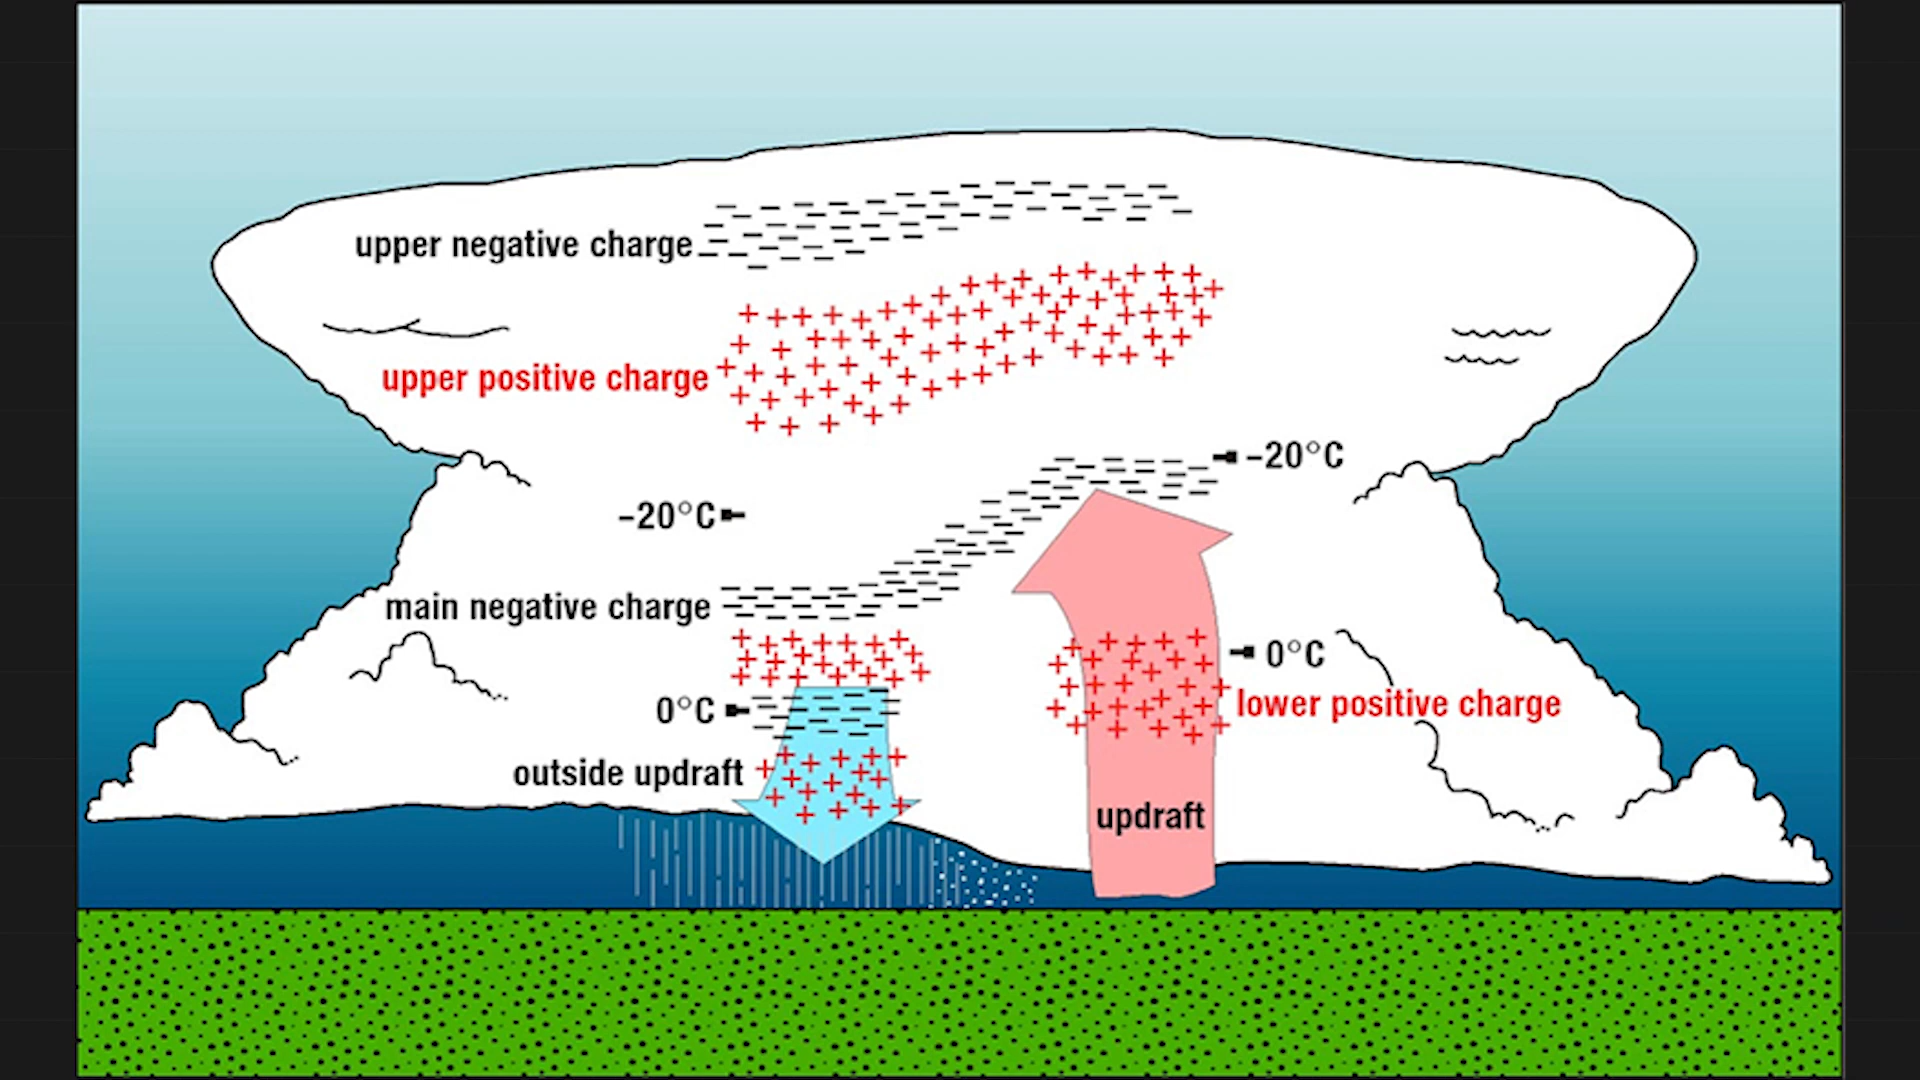 upper negative charge
upper positive charge
−20°C
−20°C
main negative charge
0°C
0°C
lower positive charge
outside updraft
updraft